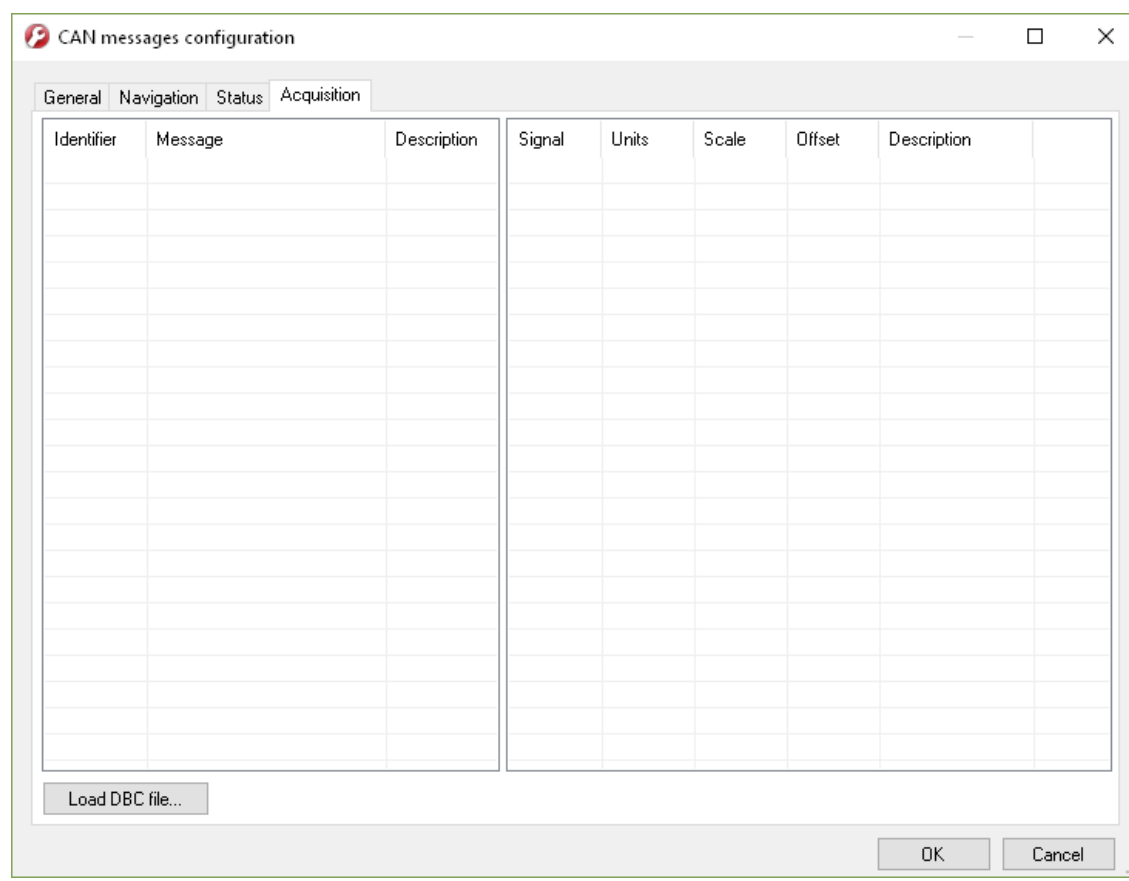 CAN messages configuration
General Navigation Status Acquisition
Identifier Message Description Signal Units Scale Offset Description
Load DBC file...
OK Cancel